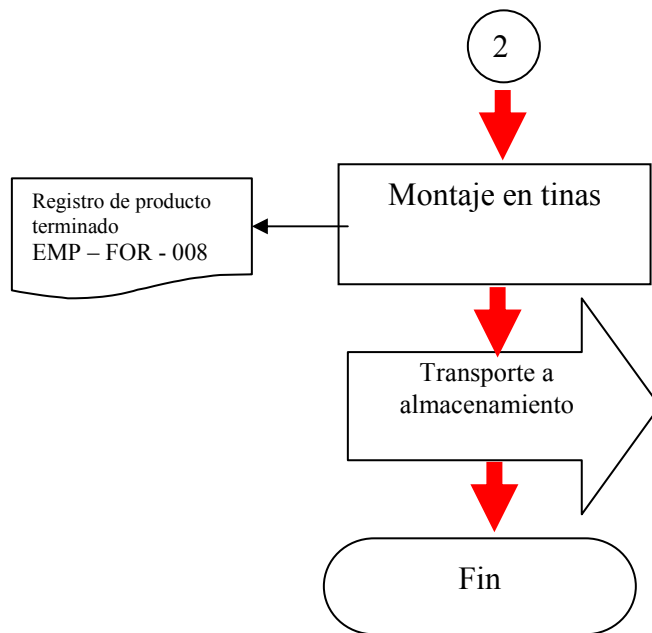 2
Montaje en tinas
Registro de producto
terminado
EMP – FOR - 008
Transporte a
almacenamiento
Fin